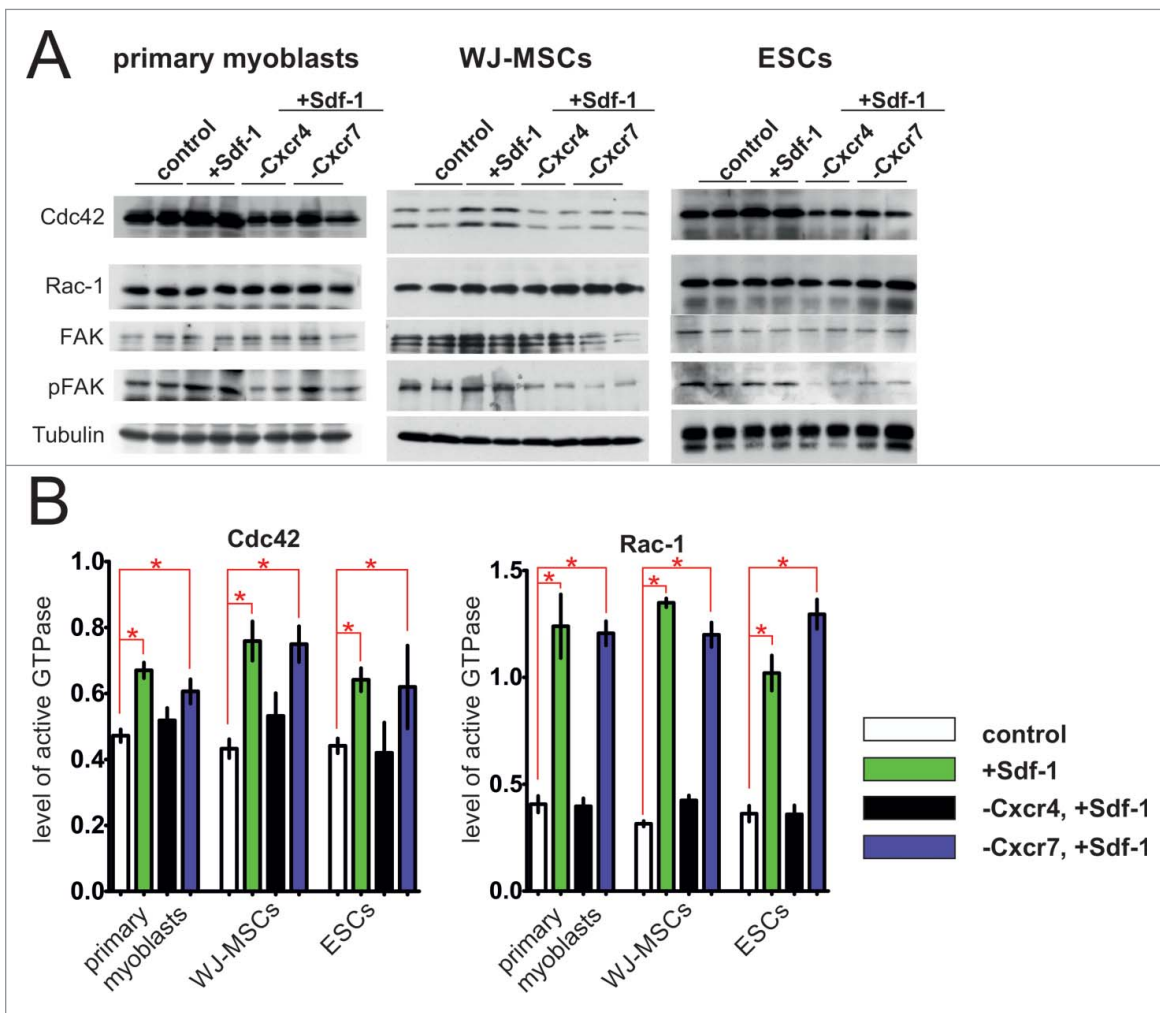 A
primary myoblasts WJ-MSCs ESCs
+Sdf-1 +Sdf-1 +Sdf-1
control +Sdf-1 -Cxcr4 -Cxcr7 control +Sdf-1 -Cxcr4 -Cxcr7 control +Sdf-1 -Cxcr4 -Cxcr7
Cdc42
Rac-1
FAK
pFAK
Tubulin
B
Cdc42 Rac-1
level of active GTPase
1.0
0.8
0.6
0.4
0.2
0.0
* * * * * *
primary myoblasts WJ-MSCs ESCs
level of active GTPase
1.5
1.0
0.5
0.0
* * * * * *
primary myoblasts WJ-MSCs ESCs
control
+Sdf-1
-Cxcr4, +Sdf-1
-Cxcr7, +Sdf-1